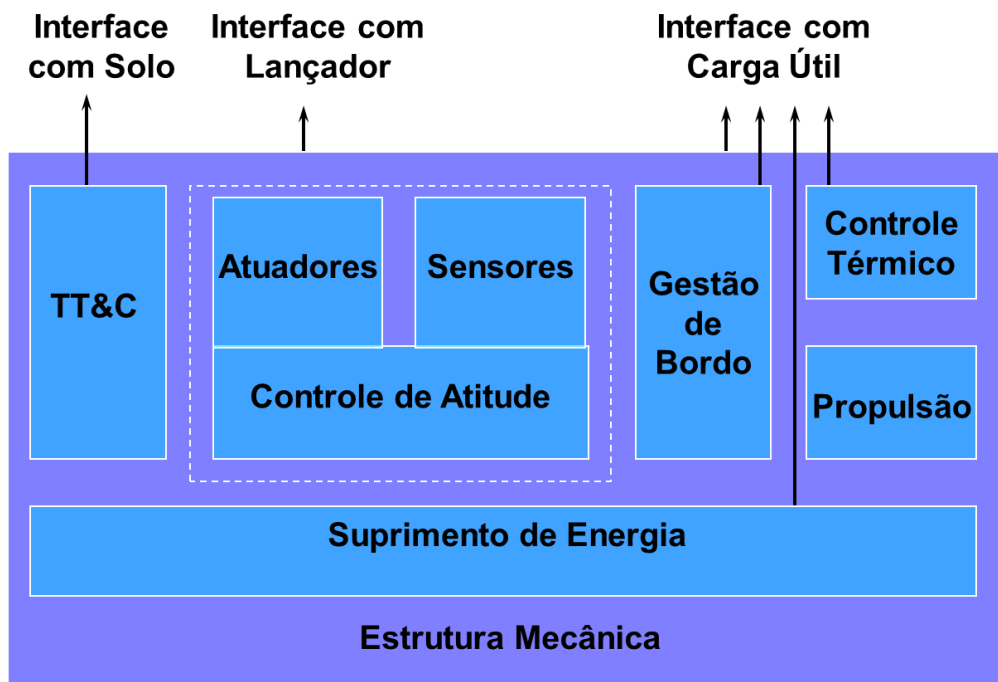 Interface
com Solo
Interface com
Lançador
Interface com
Carga Útil
TT&C
Atuadores
Sensores
Controle de Atitude
Gestão
de
Bordo
Controle
Térmico
Propulsão
Suprimento de Energia
Estrutura Mecânica